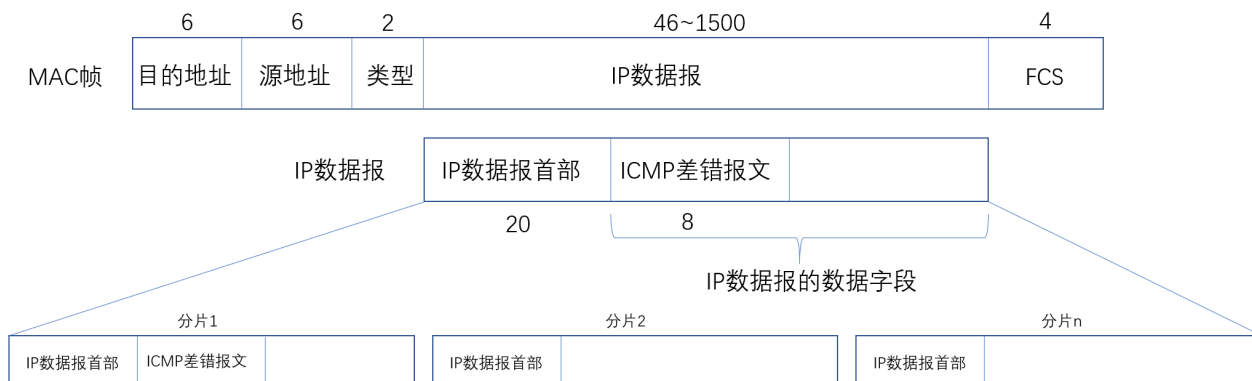 6 6 2 46~1500 4
MAC帧 目的地址 源地址 类型 IP数据报 FCS
IP数据报 IP数据报首部 ICMP差错报文
20 8
IP数据报的数据字段
分片1 分片2 分片n
IP数据报首部 ICMP差错报文 IP数据报首部 IP数据报首部